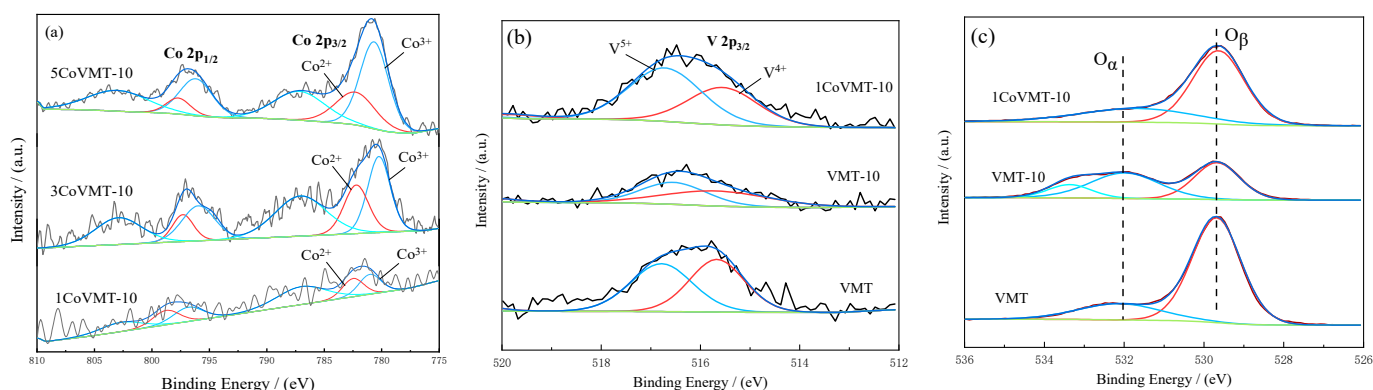 (a)
Co 2p3/2
Co3+
Co 2p1/2
Co2+
5CoVMT-10
Co2+
Co3+
3CoVMT-10
Co2+
Co3+
1CoVMT-10
Intensity / (a.u.)
810 805 800 795 790 785 780 775
Binding Energy / (eV)
(b)
V5+
V 2p3/2
V4+
1CoVMT-10
VMT-10
VMT
Intensity / (a.u.)
520 518 516 514 512
Binding Energy / (eV)
(c)
Oβ
Oα
1CoVMT-10
VMT-10
VMT
Intensity / (a.u.)
536 534 532 530 528 526
Binding Energy / (eV)